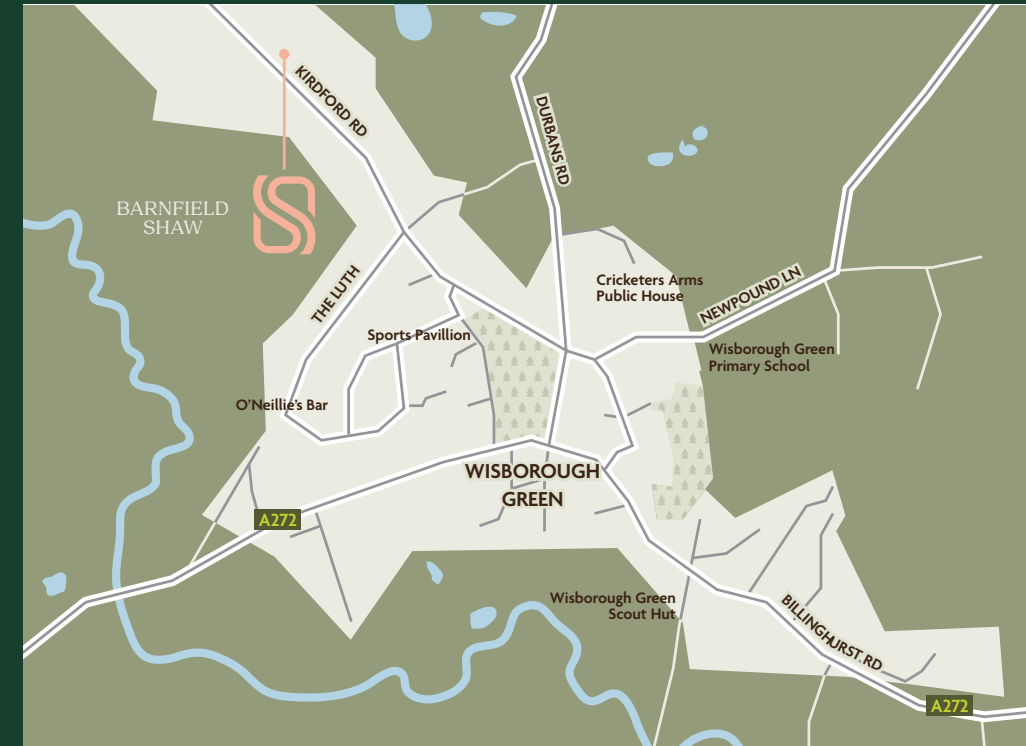 KIRDFORD RD
DURBANS RD
BARNFIELD
SHAW
THE LUTH
Cricketers Arms
Public House
NEWPOUND LN
Sports Pavillion
Wisborough Green
Primary School
O'Neillie's Bar
WISBOROUGH
GREEN
A272
Wisborough Green
Scout Hut
BILLINGHURST RD
A272